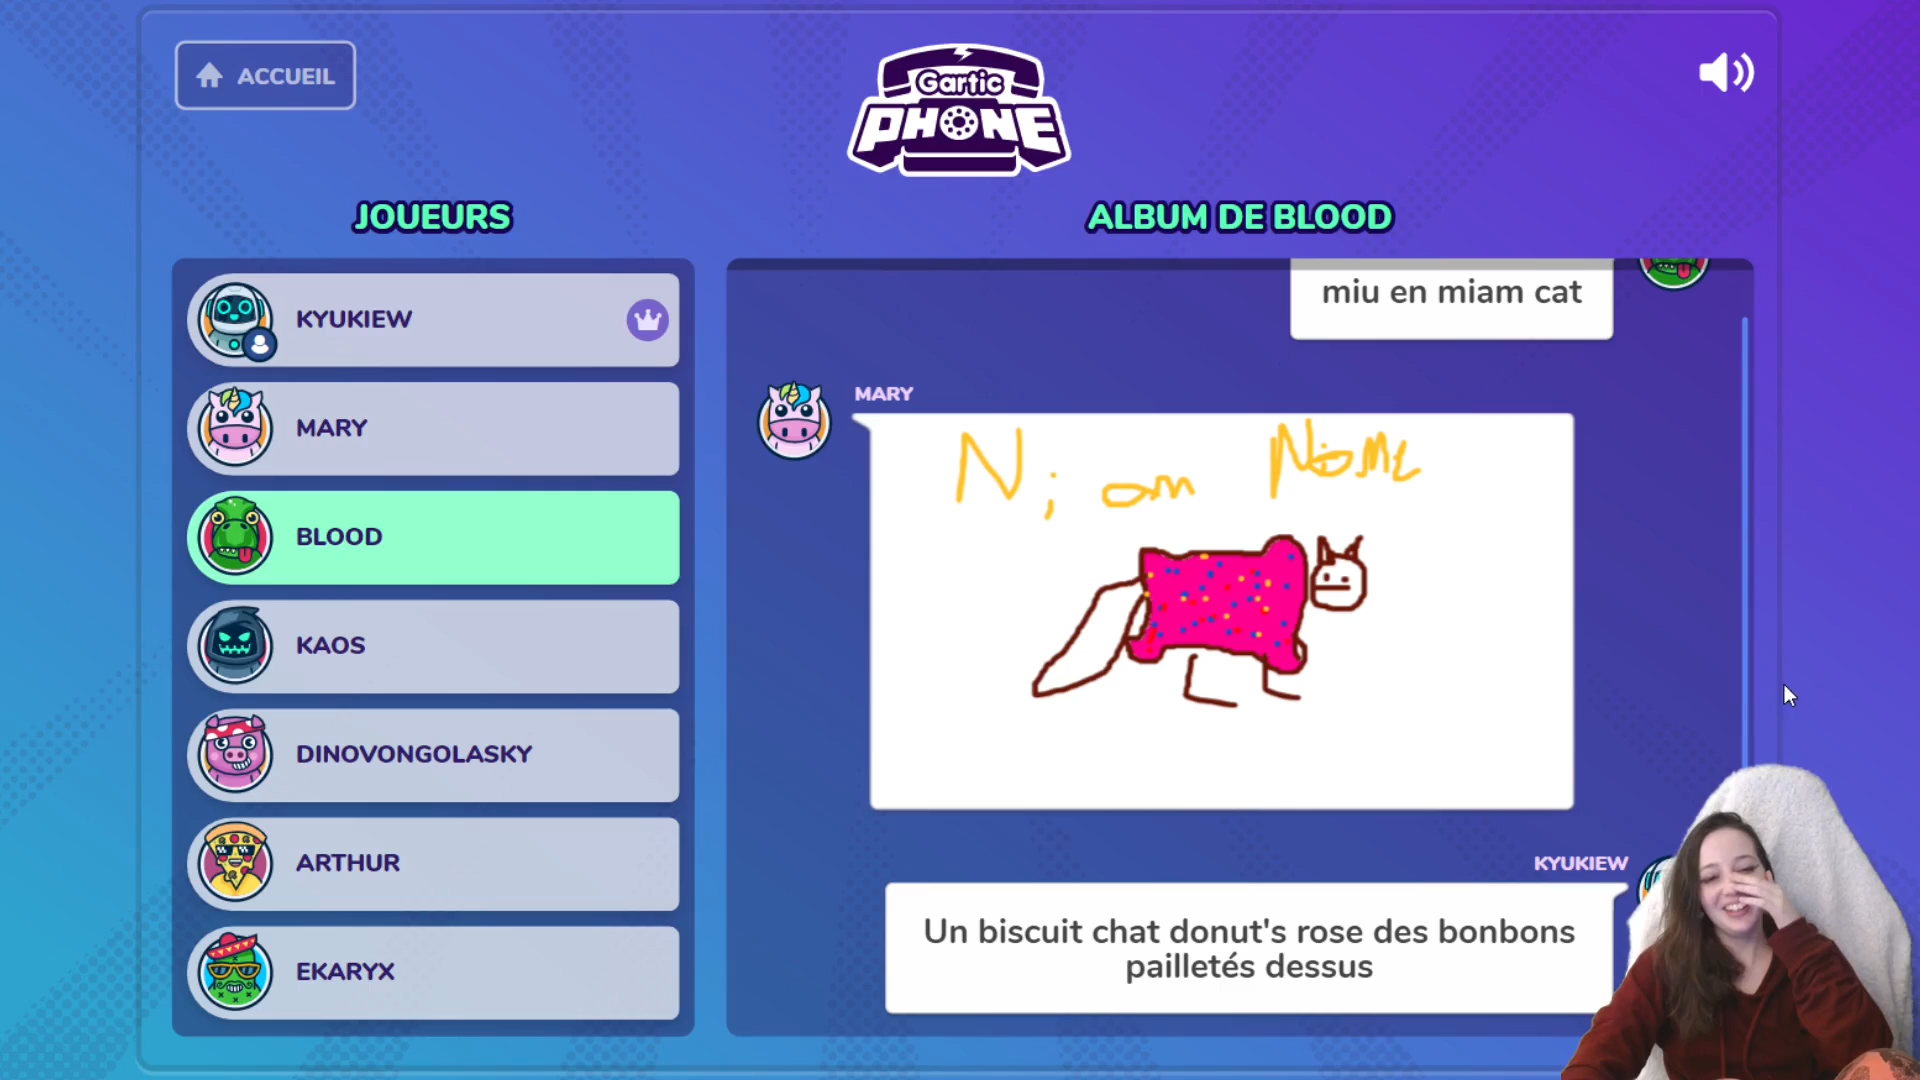 ACCUEIL
Gartic
PHONE
JOUEURS
KYUKIEW
MARY
BLOOD
KAOS
DINOVONGOLASKY
ARTHUR
EKARYX
ALBUM DE BLOOD
miu en miam cat
MARY
KYUKIEW
Un biscuit chat donut's rose des bonbons
pailletés dessus